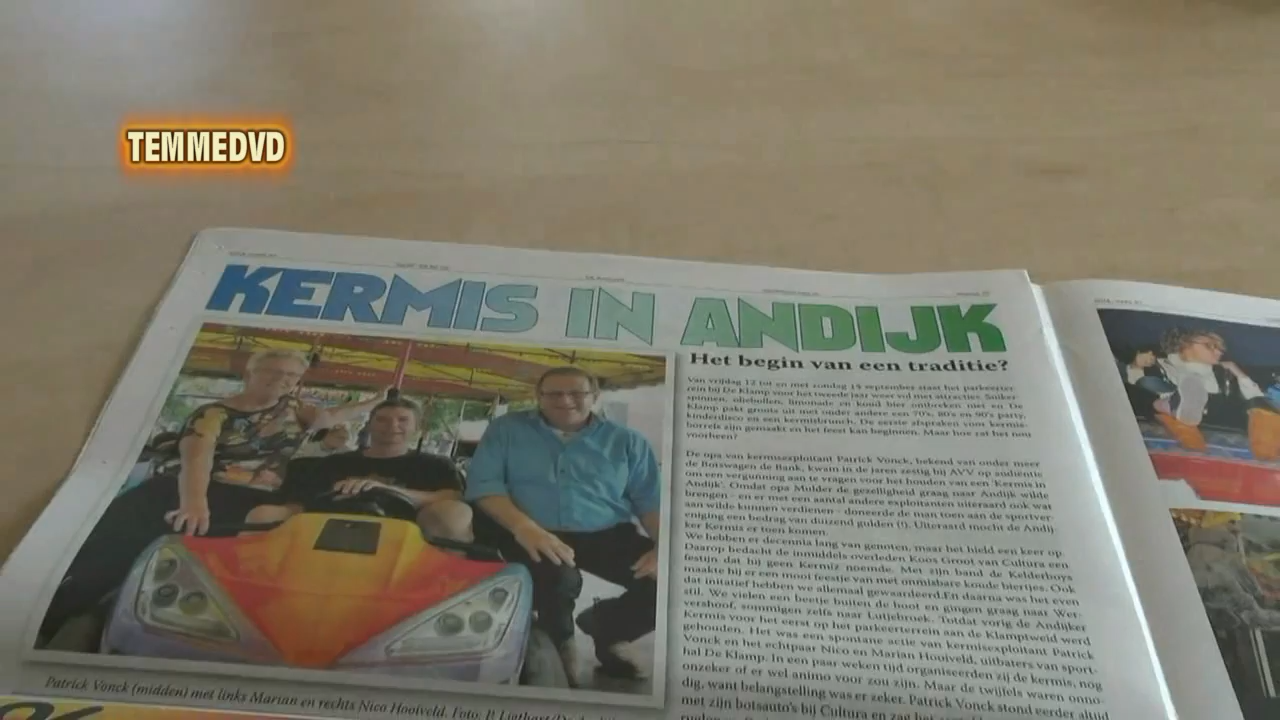 TEMMEDVD
KERMIS IN ANDIJK
Het begin van een traditie?
Van vrijdag 12 tot en met zondag 14 september staat het parkeerter-
rein bij De Klamp voor het tweede jaar weer vol met attracties. Suiker-
spinnen, oliebollen, limonade en koud bier ontbreken niet en De
Klamp pakt groots uit met onder andere een 70's, 80's en 90's party,
kinderdisco en een kermisbrunch. De eerste afspraken voor kermis-
borrels zijn gemaakt en het feest kan beginnen. Maar hoe zat het nou
voorheen?
De opa van kermisexploitant Patrick Vonck, bekend van onder meer
de Botswagen de Bank, kwam in de jaren zestig bij AVV op audiëntie
om een vergunning aan te vragen voor het houden van een 'Kermis in
Andijk'. Omdat opa Mulder de gezelligheid graag naar Andijk wilde
brengen - en er met een aantal andere exploitanten uiteraard ook wat
aan wilde kunnen verdienen - doneerde de man toen aan de sportver-
eniging een bedrag van duizend gulden (!). Uiteraard mocht de Andij-
ker Kermis er toen komen.
We hebben er decennia lang van genoten, maar het hield een keer op.
Daarop bedacht de inmiddels overleden Koos Groot van Cultura een
festijn dat hij geen Kermiz noemde. Met zijn band de Kelderboys
maakte hij er een mooi feestje van met onmisbare koude biertjes. Ook
dat initatief hebben we allemaal gewaardeerd.En daarna was het even
stil. We vielen een beetje buiten de boot en gingen graag naar Wer-
vershoof, sommigen zelfs naar Lutjebroek. Totdat vorig de Andijker
Kermis voor het eerst op het parkeerterrein aan de Klamptweid werd
gehouden. Het was een spontane actie van kermisexploitant Patrick
Vonck en het echtpaar Nico en Marian Hooiveld, uitbaters van sport-
hal De Klamp. In een paar weken tijd organiseerden zij de kermis, nog
onzeker of er wel animo voor zou zijn. Maar de twijfels waren onno-
dig, want belangstelling was er zeker. Patrick Vonck stond eerder altijd
met zijn botsauto's bij Cultura en zag het
Patrick Vonck (midden) met links Marian en rechts Nico Hooiveld. Foto: P. Ligthart/De